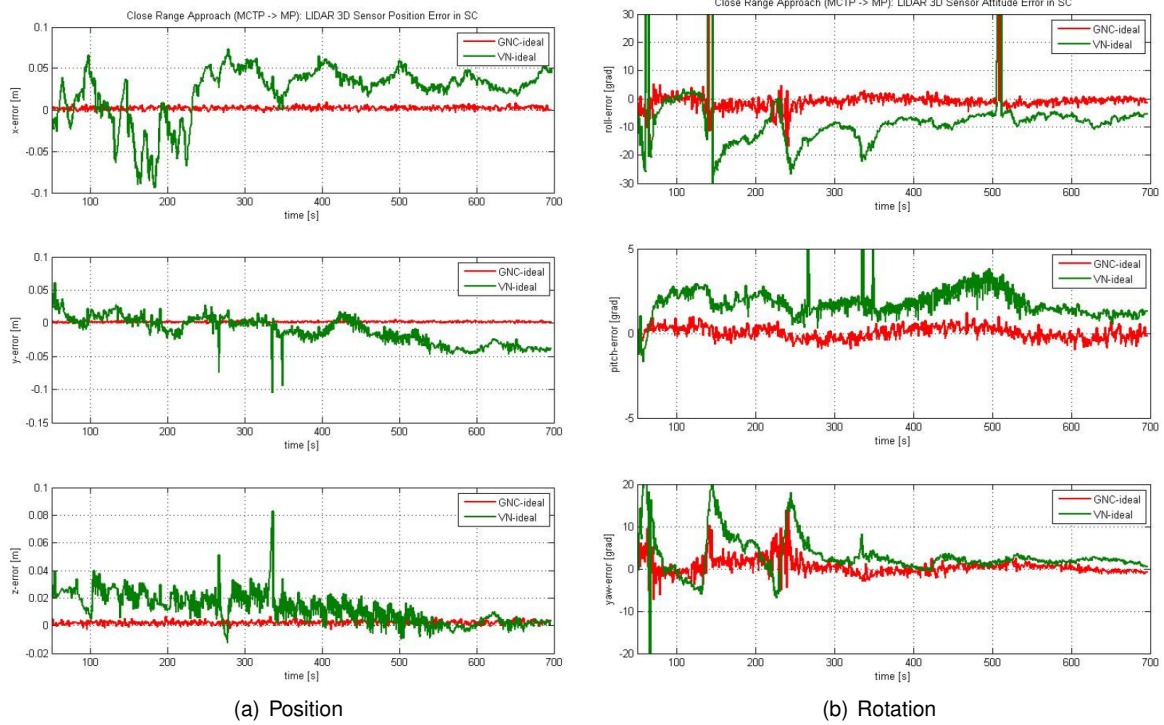 Close Range Approach (MCTP -> MP): LIDAR 3D Sensor Position Error in SC
0.1
0.05
0
-0.05
-0.1
x-error [m]
GNC-ideal
VN-ideal
100 200 300 400 500 600 700
time [s]
0.1
0.05
0
-0.05
-0.1
-0.15
y-error [m]
GNC-ideal
VN-ideal
100 200 300 400 500 600 700
time [s]
0.1
0.08
0.06
0.04
0.02
0
-0.02
z-error [m]
GNC-ideal
VN-ideal
100 200 300 400 500 600 700
time [s]
(a) Position
Close Range Approach (MCTP -> MP): LIDAR 3D Sensor Attitude Error in SC
30
20
10
0
-10
-20
-30
roll-error [grad]
GNC-ideal
VN-ideal
100 200 300 400 500 600 700
time [s]
5
0
-5
pitch-error [grad]
GNC-ideal
VN-ideal
100 200 300 400 500 600 700
time [s]
20
10
0
-10
-20
yaw-error [grad]
GNC-ideal
VN-ideal
100 200 300 400 500 600 700
time [s]
(b) Rotation